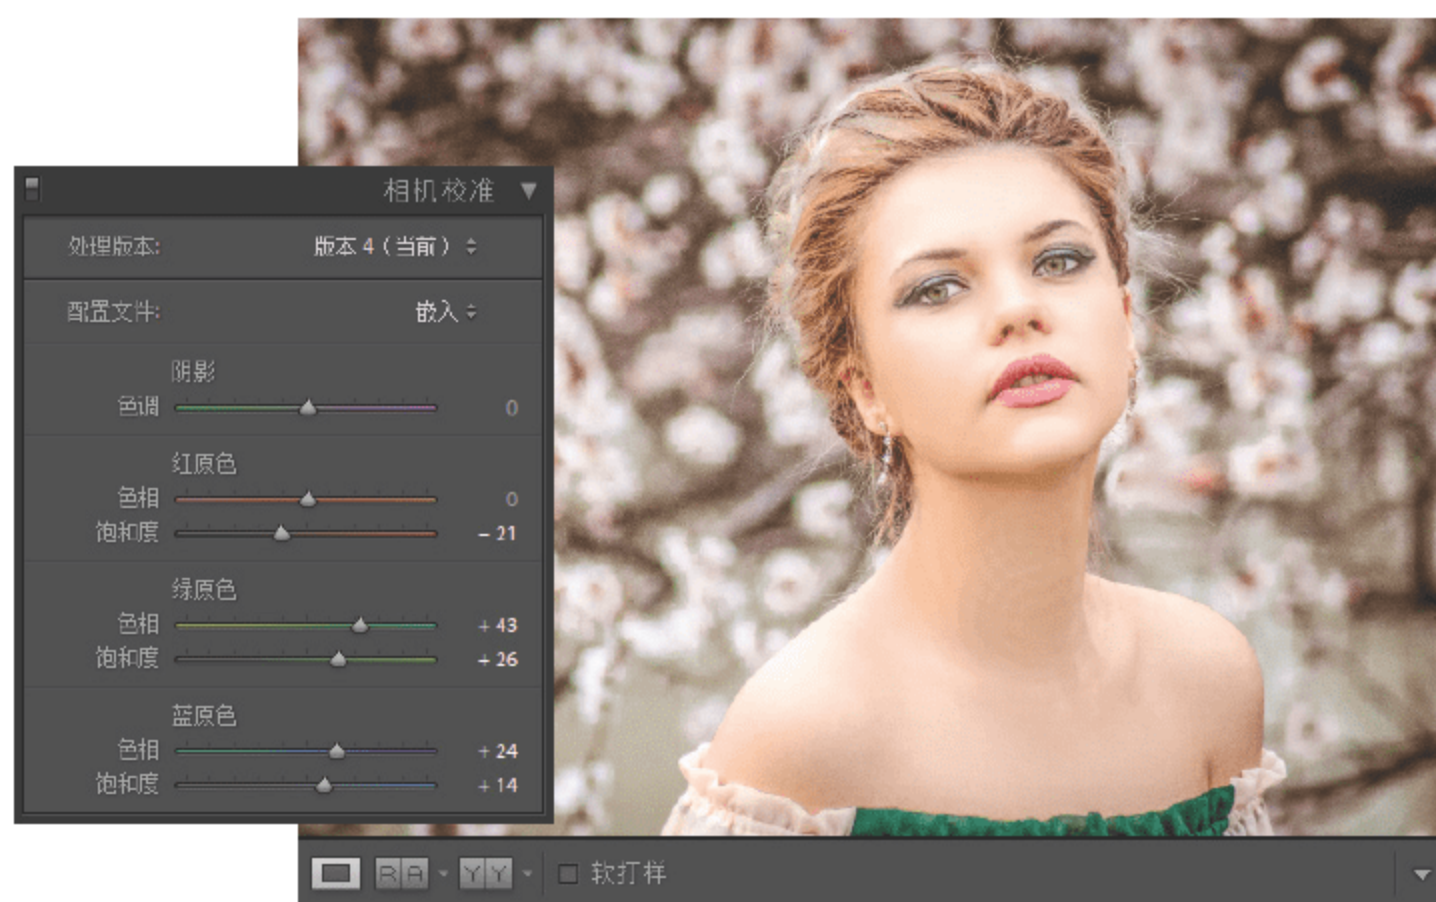 相机校准
处理版本: 版本 4（当前）
配置文件: 嵌入
阴影
色调 0
红原色
色相 0
饱和度 – 21
绿原色
色相 + 43
饱和度 + 26
蓝原色
色相 + 24
饱和度 + 14
R A Y Y 软打样